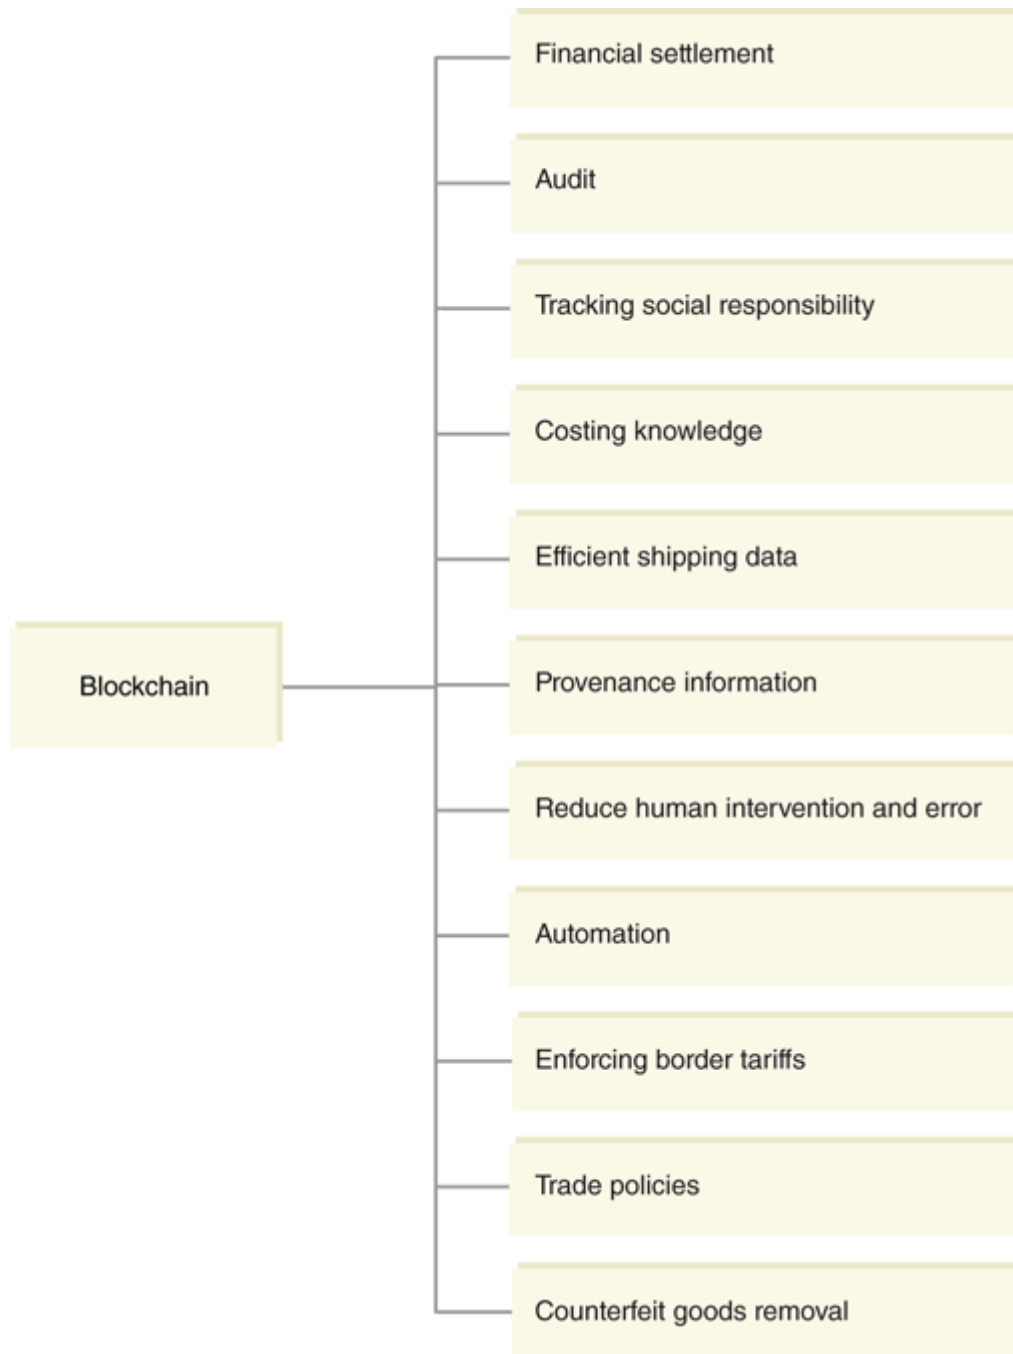 Financial settlement
Audit
Tracking social responsibility
Costing knowledge
Efficient shipping data
Blockchain
Provenance information
Reduce human intervention and error
Automation
Enforcing border tariffs
Trade policies
Counterfeit goods removal